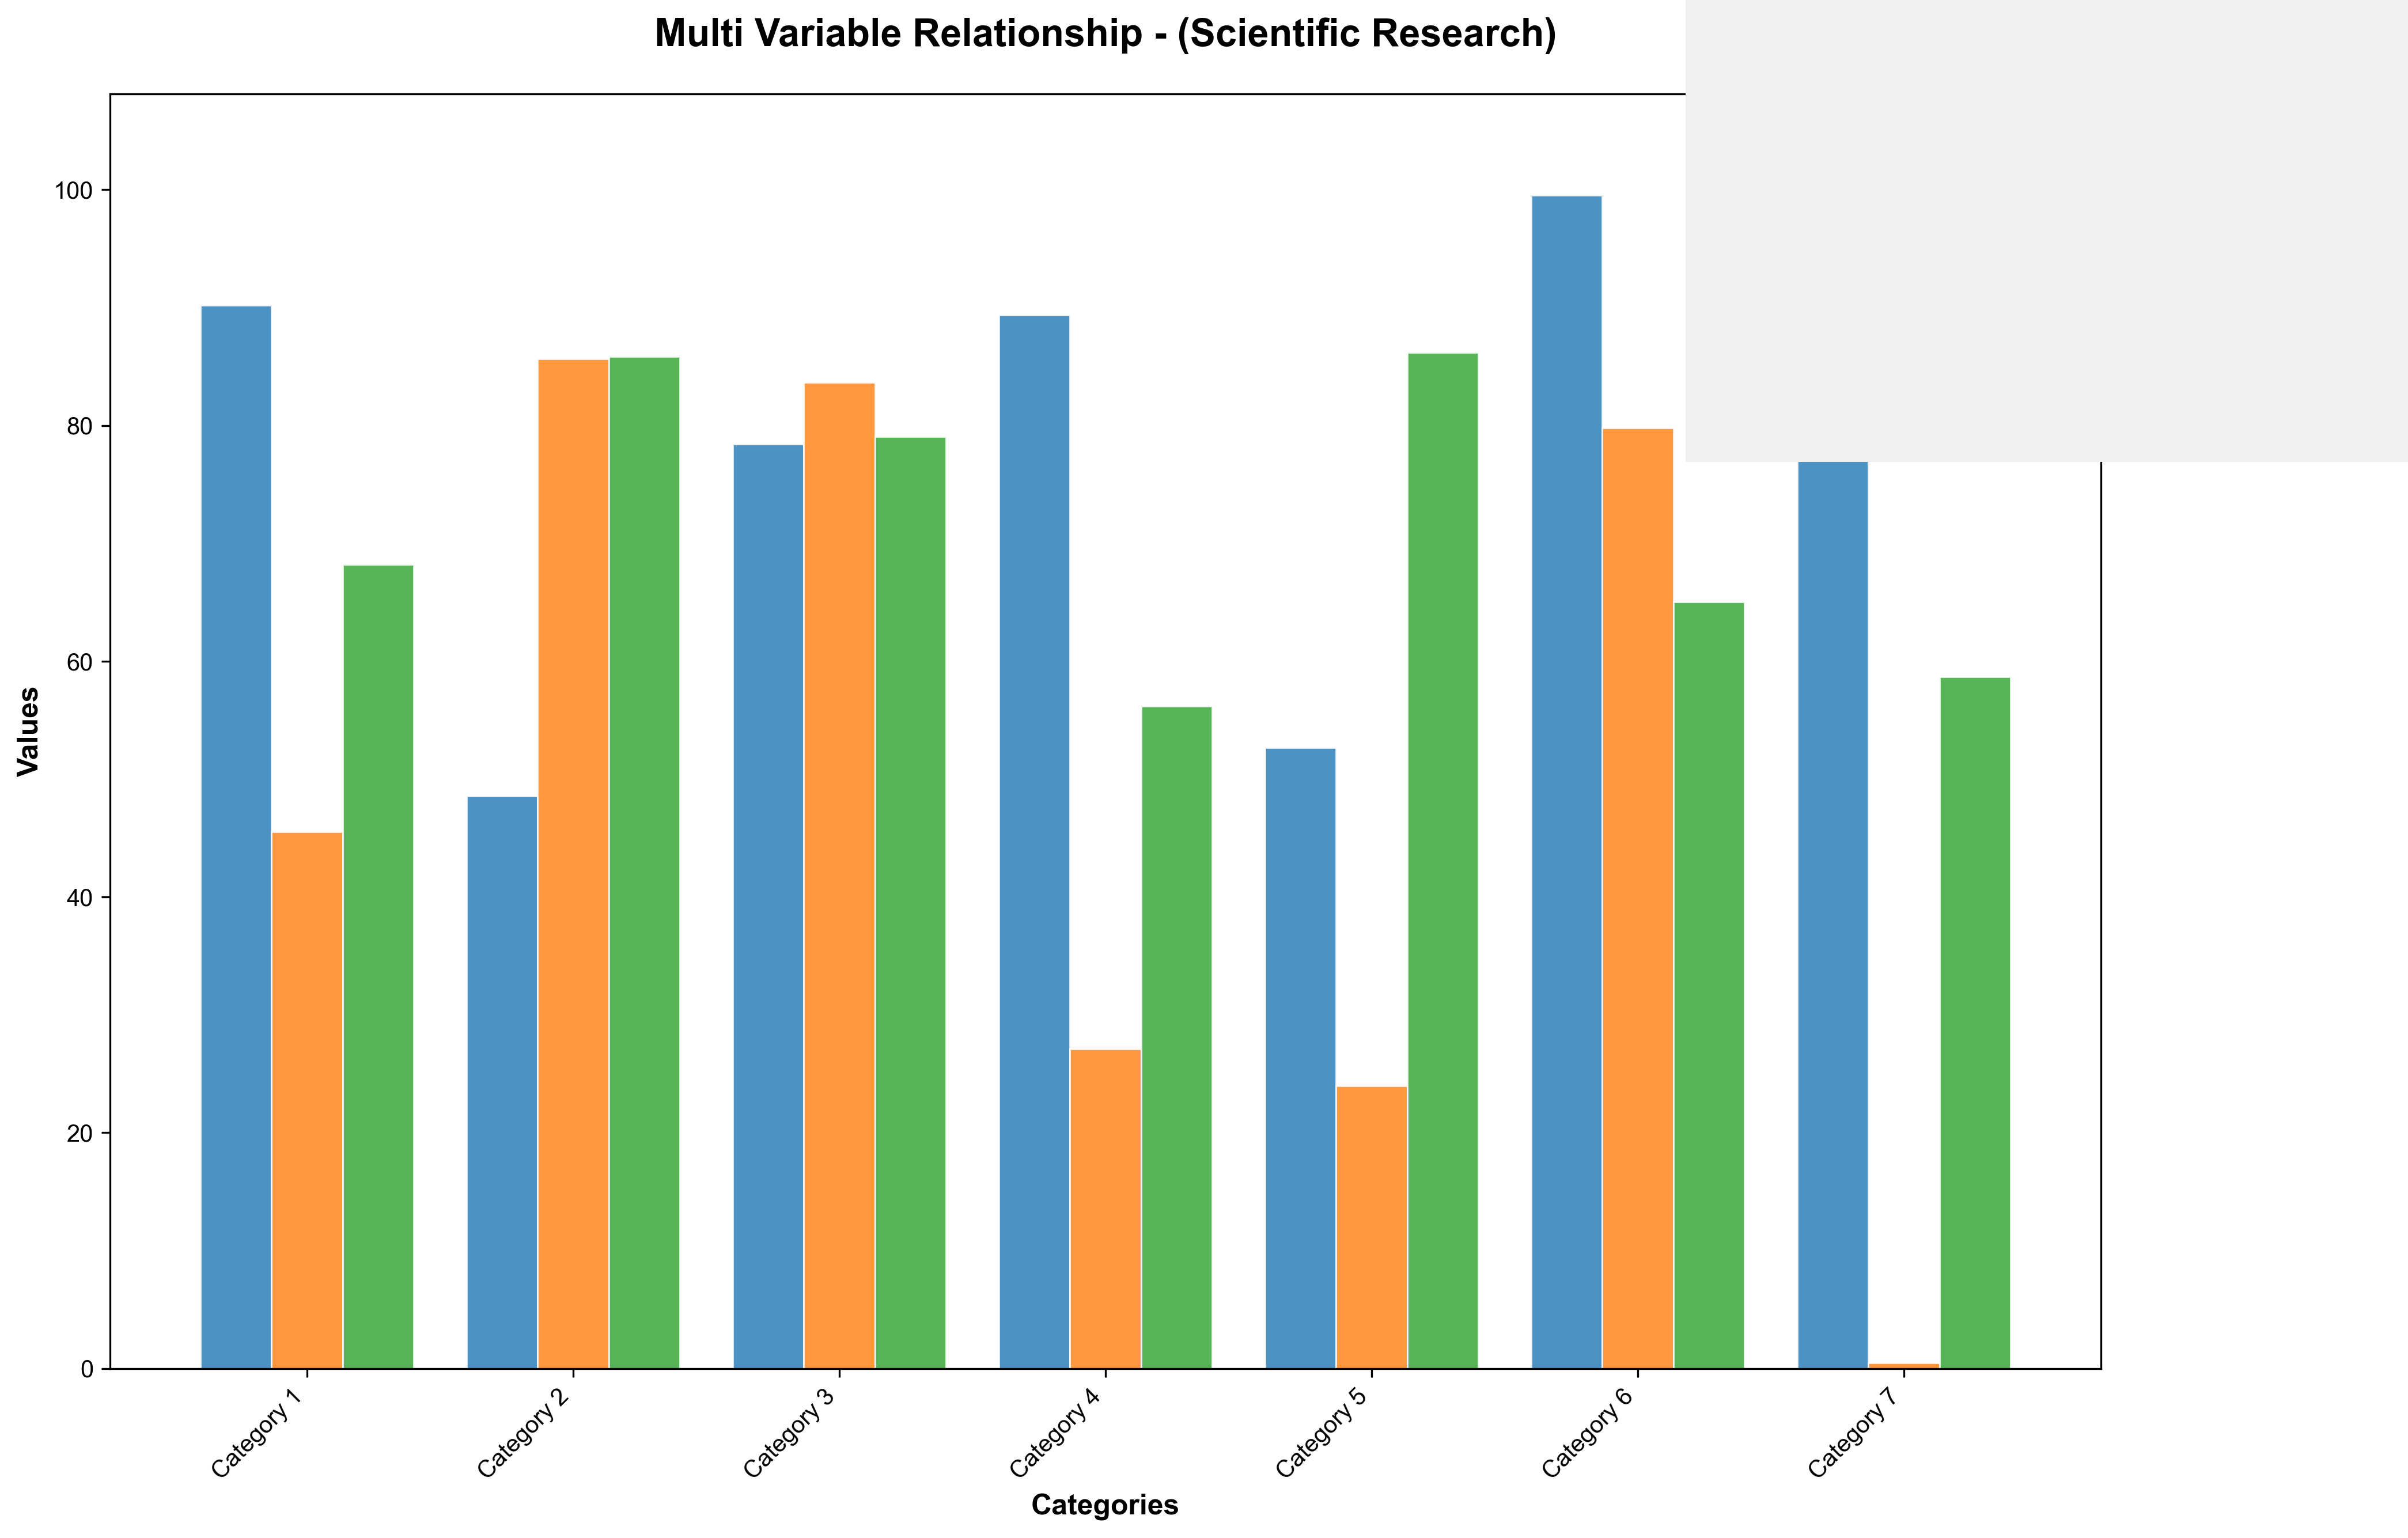 Multi Variable Relationship - (Scientific Research)
Values
100
80
60
40
20
0
Category 1
Category 2
Category 3
Category 4
Category 5
Category 6
Category 7
Categories